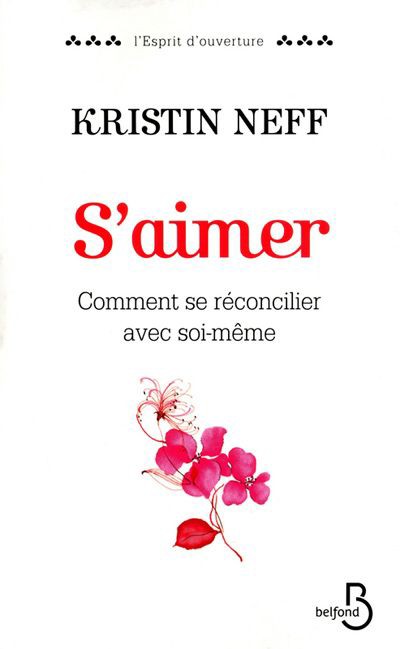 l'Esprit d'ouverture
KRISTIN NEFF
S'aimer
Comment se réconcilier
avec soi-même
belfond